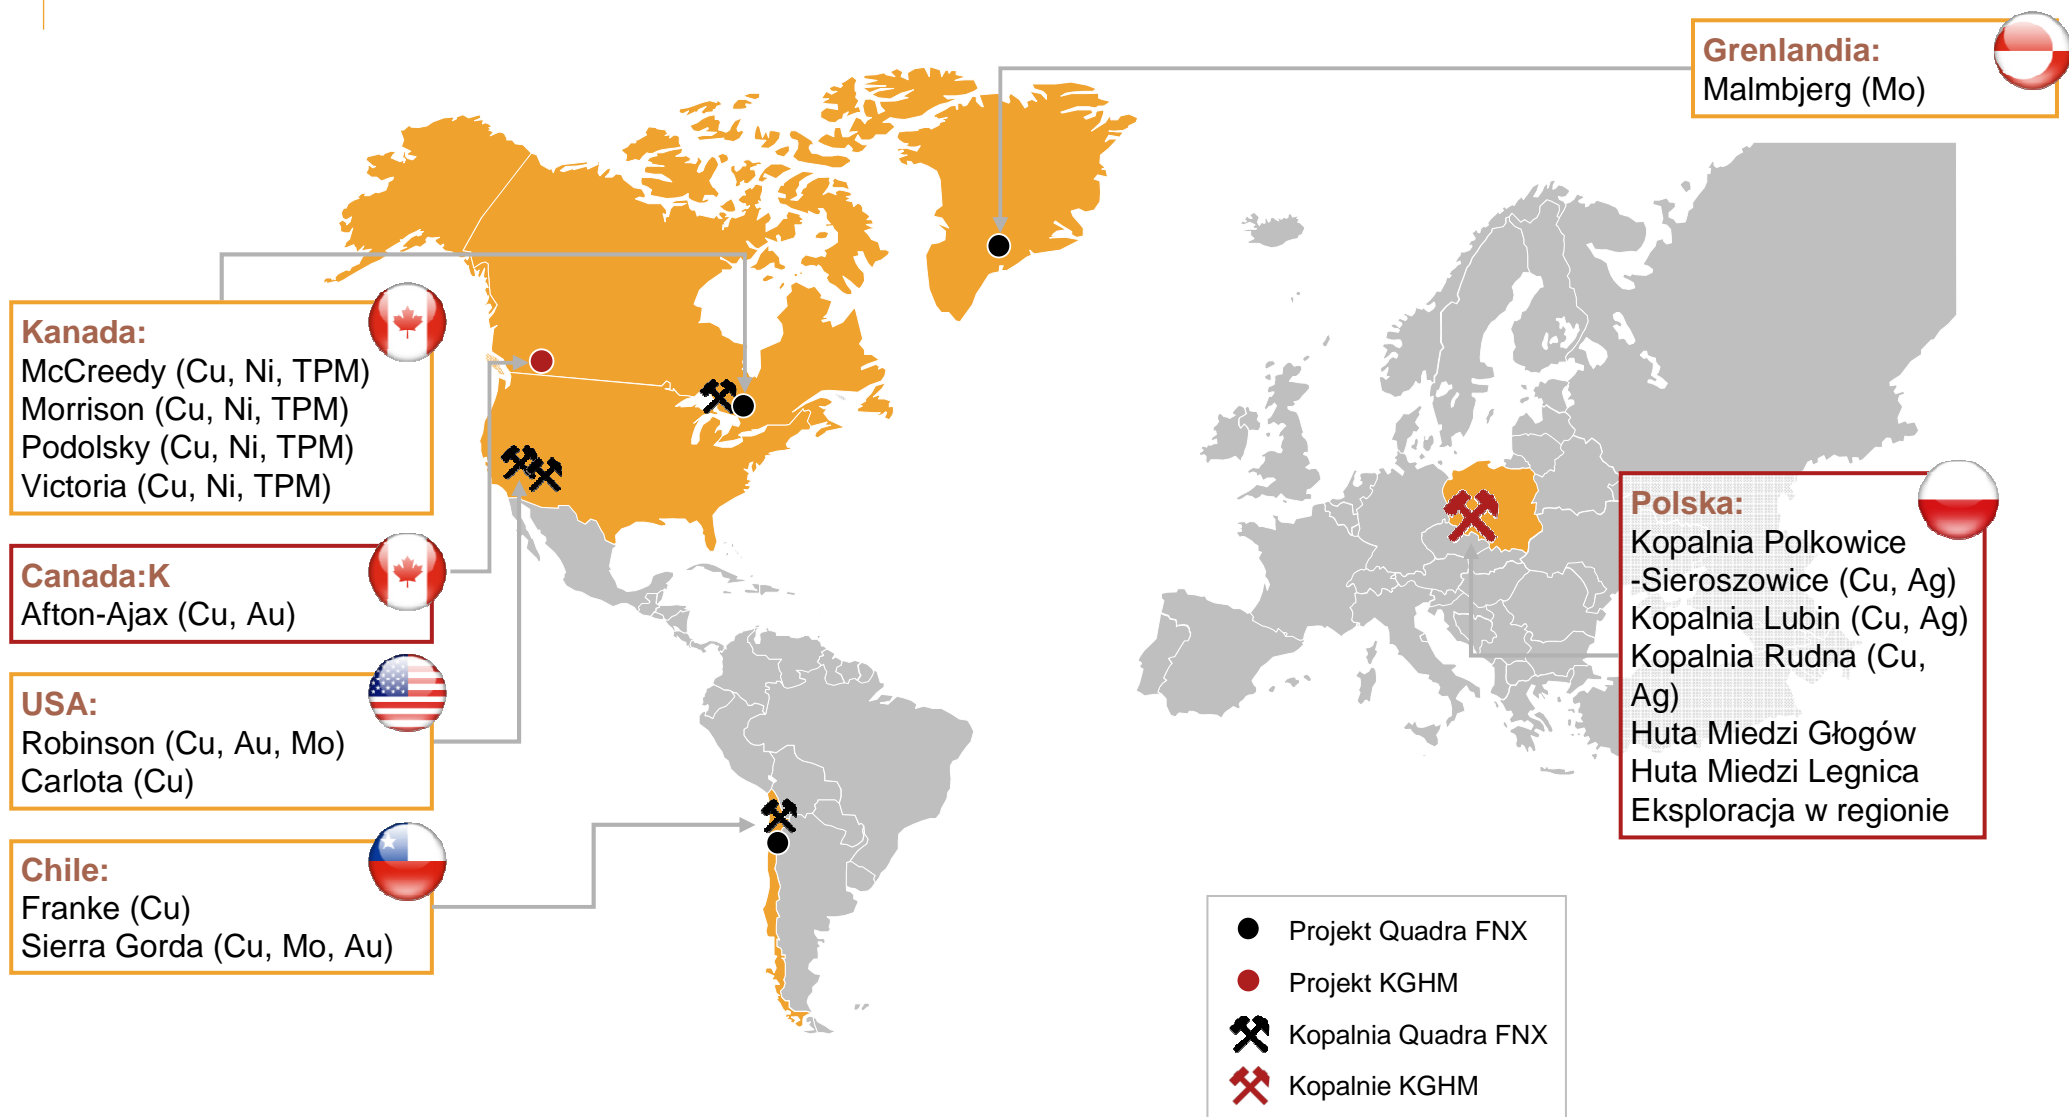 Grenlandia:
Malmbjerg (Mo)
Kanada:
McCreedy (Cu, Ni, TPM)
Morrison (Cu, Ni, TPM)
Podolsky (Cu, Ni, TPM)
Victoria (Cu, Ni, TPM)
Canada:K
Afton-Ajax (Cu, Au)
USA:
Robinson (Cu, Au, Mo)
Carlota (Cu)
Chile:
Franke (Cu)
Sierra Gorda (Cu, Mo, Au)
Polska:
Kopalnia Polkowice
-Sieroszowice (Cu, Ag)
Kopalnia Lubin (Cu, Ag)
Kopalnia Rudna (Cu,
Ag)
Huta Miedzi Głogów
Huta Miedzi Legnica
Eksploracja w regionie
Projekt Quadra FNX
Projekt KGHM
Kopalnia Quadra FNX
Kopalnie KGHM